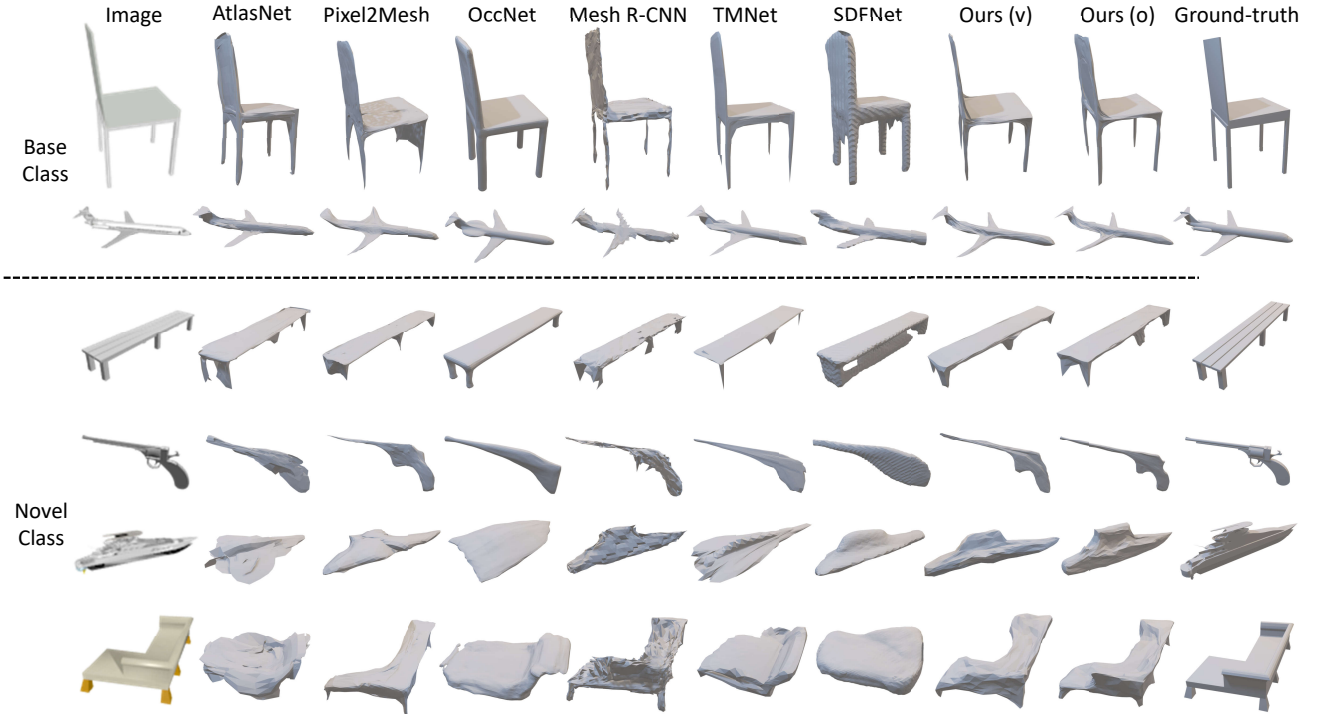 Image AtlasNet Pixel2Mesh OccNet Mesh R-CNN TMNet SDFNet Ours (v) Ours (o) Ground-truth
Base
Class
Novel
Class